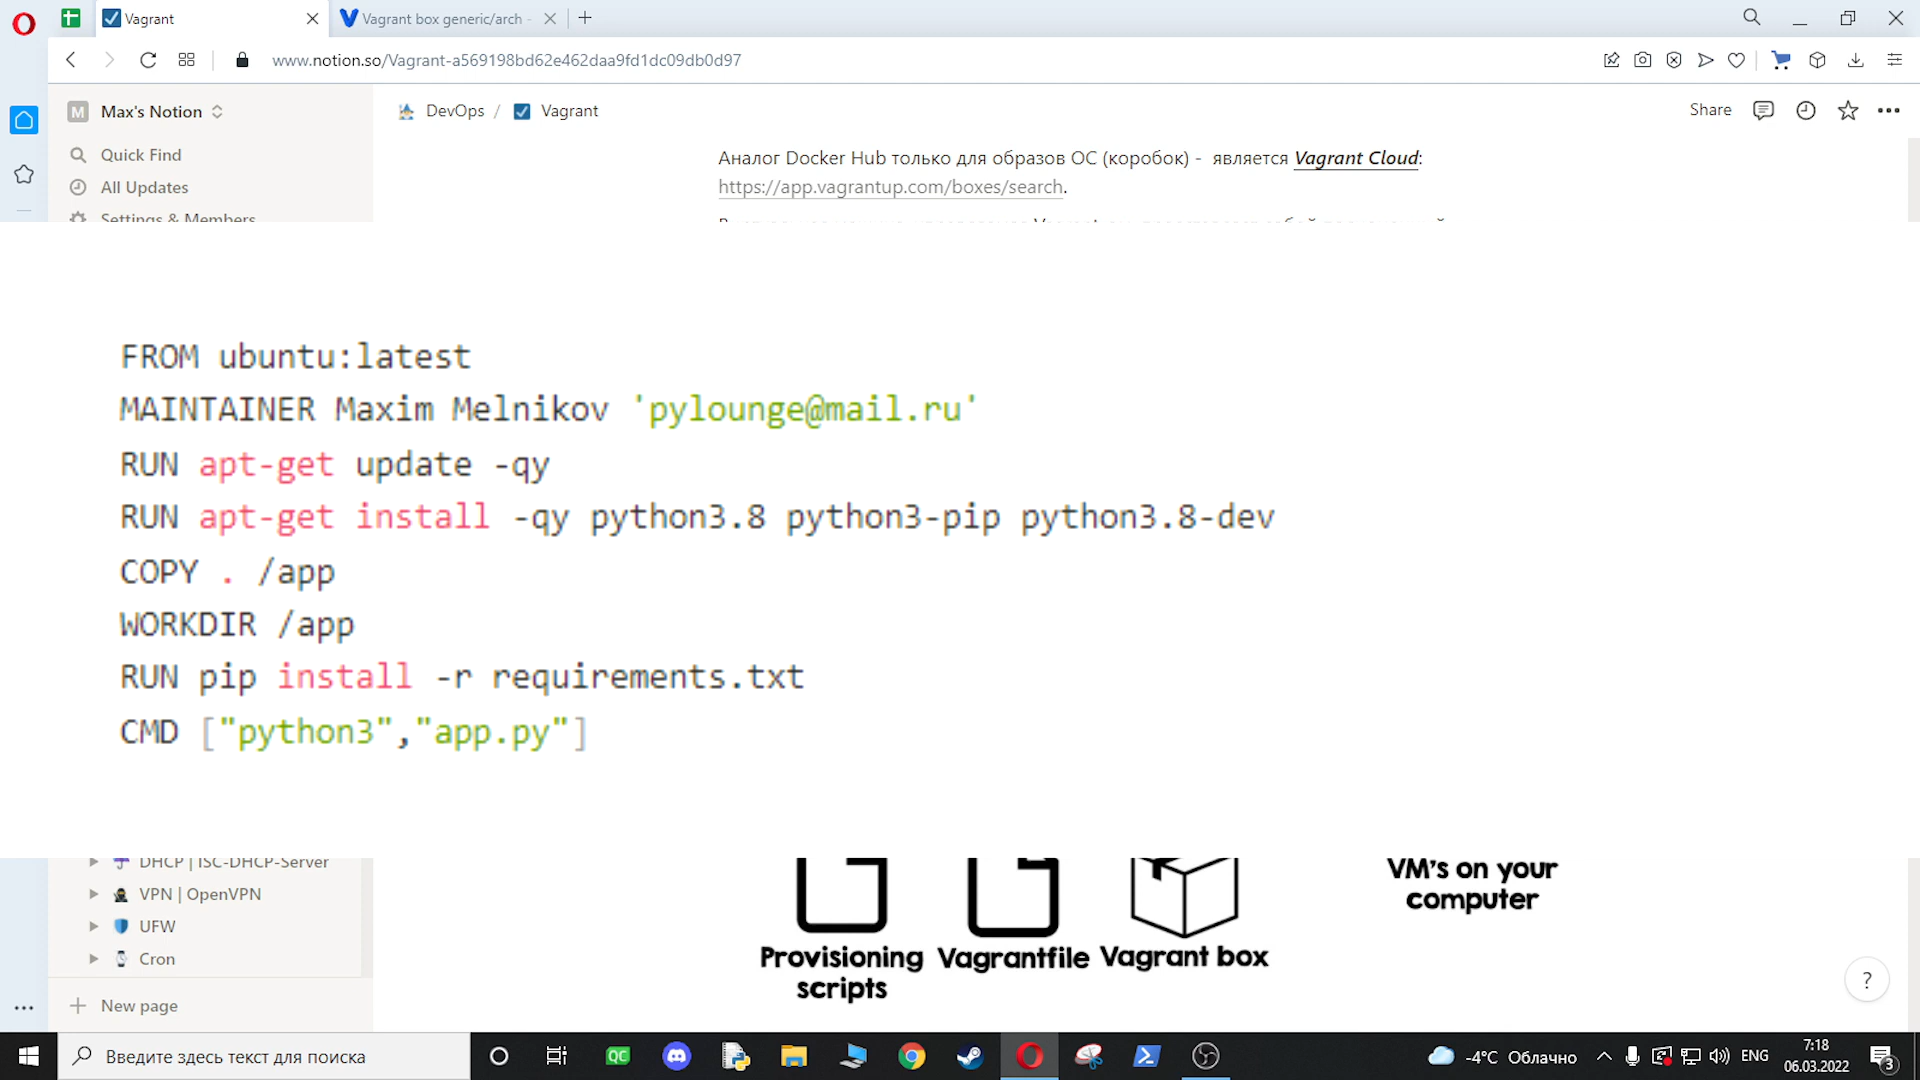 Vagrant
Vagrant box generic/arch -
www.notion.so/Vagrant-a569198bd62e462daa9fd1dc09db0d97
M Max's Notion
DevOps / Vagrant
Share
Quick Find
All Updates
Settings & Members
Аналог Docker Hub только для образов ОС (коробок) - является Vagrant Cloud:
https://app.vagrantup.com/boxes/search.
FROM ubuntu:latest
MAINTAINER Maxim Melnikov 'pylounge@mail.ru'
RUN apt-get update -qy
RUN apt-get install -qy python3.8 python3-pip python3.8-dev
COPY . /app
WORKDIR /app
RUN pip install -r requirements.txt
CMD ["python3","app.py"]
DHCP | ISC-DHCP-Server
VPN | OpenVPN
UFW
Cron
New page
Provisioning
scripts
Vagrantfile
Vagrant box
VM's on your
computer
?
Введите здесь текст для поиска
QC
-4°C Облачно
ENG
7:18
06.03.2022
3